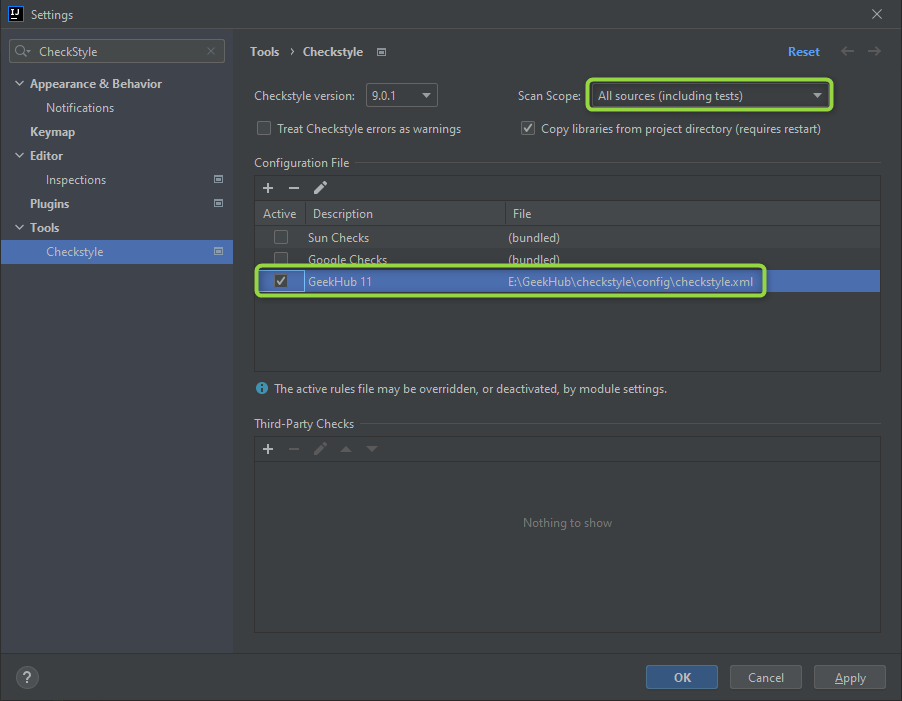 IJ
Settings
CheckStyle
Appearance & Behavior
Notifications
Keymap
Editor
Inspections
Plugins
Tools
Checkstyle
Tools › Checkstyle
Reset
Checkstyle version: 9.0.1
Scan Scope: All sources (including tests)
Treat Checkstyle errors as warnings
Copy libraries from project directory (requires restart)
Configuration File
Active Description File
Sun Checks (bundled)
Google Checks (bundled)
GeekHub 11 E:\GeekHub\checkstyle\config\checkstyle.xml
The active rules file may be overridden, or deactivated, by module settings.
Third-Party Checks
Nothing to show
?
OK Cancel Apply